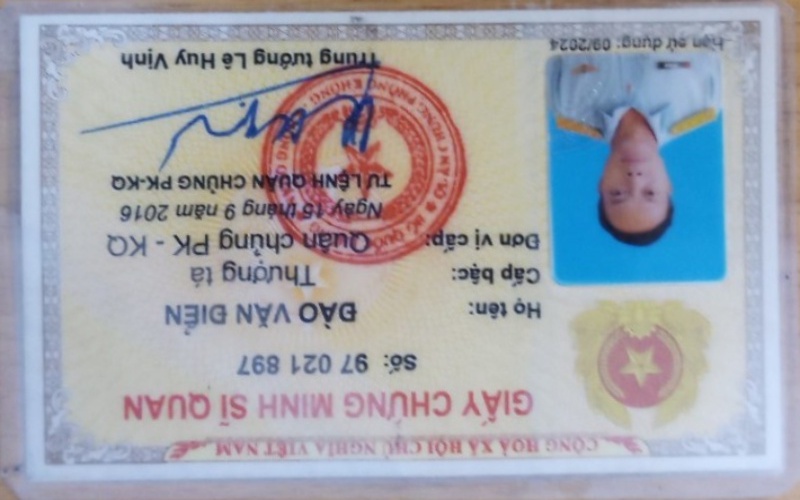 CỘNG HOÀ XÃ HỘI CHỦ NGHĨA VIỆT NAM
GIẤY CHỨNG MINH SĨ QUAN
Số: 97 021 897
Họ tên: ĐÀO VĂN ĐIỂN
Cấp bậc: Thượng tá
Đơn vị cấp: Quân chủng PK - KQ
Ngày 15 tháng 9 năm 2016
TƯ LỆNH QUÂN CHỦNG PK-KQ
Trung tướng Lê Huy Vịnh
Hạn sử dụng: 09/2024